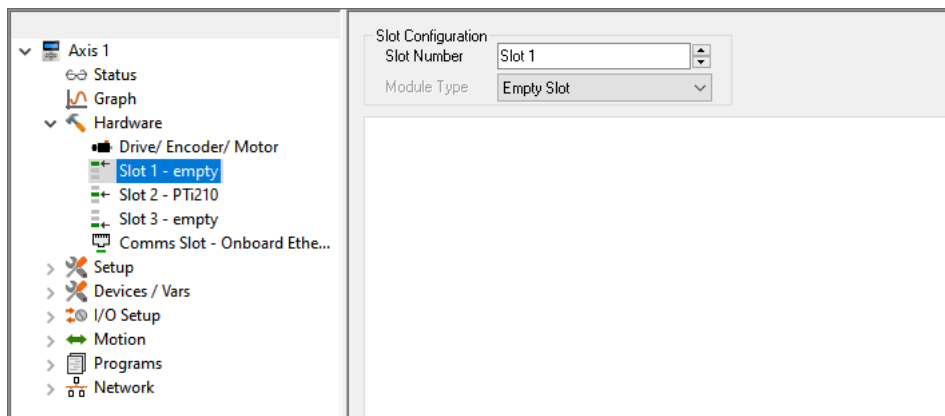 Axis 1
Status
Graph
Hardware
Drive/ Encoder/ Motor
Slot 1 - empty
Slot 2 - PTi210
Slot 3 - empty
Comms Slot - Onboard Ethe...
Setup
Devices / Vars
I/O Setup
Motion
Programs
Network
Slot Configuration
Slot Number Slot 1
Module Type Empty Slot